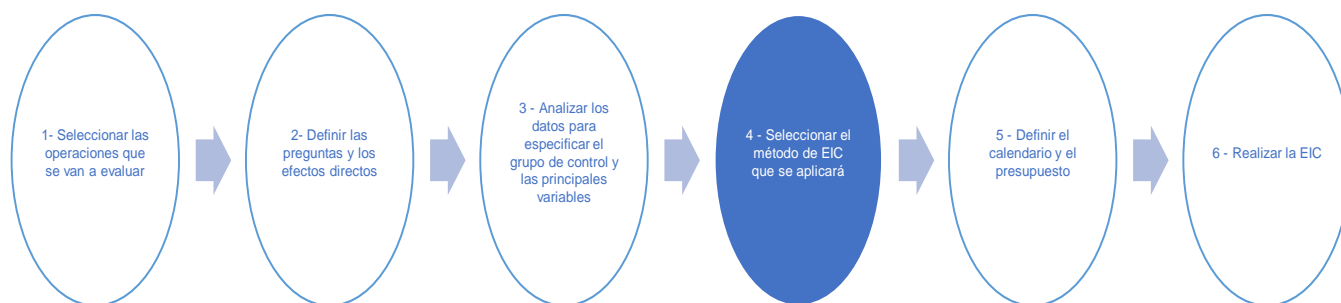 1- Seleccionar las
operaciones que
se van a evaluar
2- Definir las
preguntas y los
efectos directos
3 - Analizar los
datos para
especificar el
grupo de control y
las principales
variables
4 - Seleccionar el
método de EIC
que se aplicará
5 - Definir el
calendario y el
presupuesto
6 - Realizar la EIC